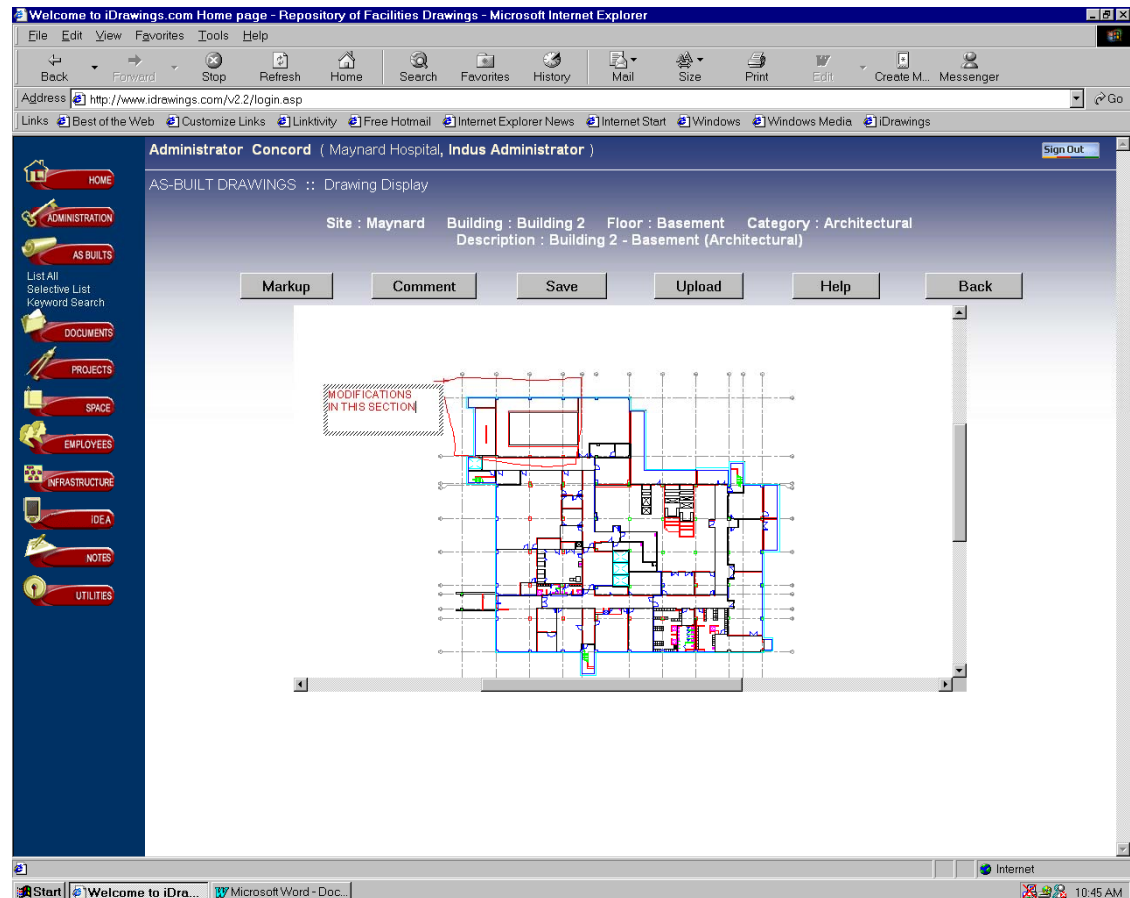 Welcome to iDrawings.com Home page - Repository of Facilities Drawings - Microsoft Internet Explorer
File Edit View Favorites Tools Help
Back Forward Stop Refresh Home Search Favorites History Mail Size Print Edit Create M... Messenger
Address http://www.idrawings.com/v2.2/login.asp Go
Links Best of the Web Customize Links Linktivity Free Hotmail Internet Explorer News Internet Start Windows Windows Media iDrawings
Administrator Concord ( Maynard Hospital, Indus Administrator ) Sign Out
HOME
AS-BUILT DRAWINGS :: Drawing Display
ADMINISTRATION
Site : Maynard Building : Building 2 Floor : Basement Category : Architectural
Description : Building 2 - Basement (Architectural)
AS BUILTS
List All
Selective List
Keyword Search
Markup Comment Save Upload Help Back
DOCUMENTS
PROJECTS
SPACE
EMPLOYEES
INFRASTRUCTURE
IDEA
NOTES
UTILITIES
MODIFICATIONS
IN THIS SECTION
Internet
Start Welcome to iDra... Microsoft Word - Doc... 10:45 AM